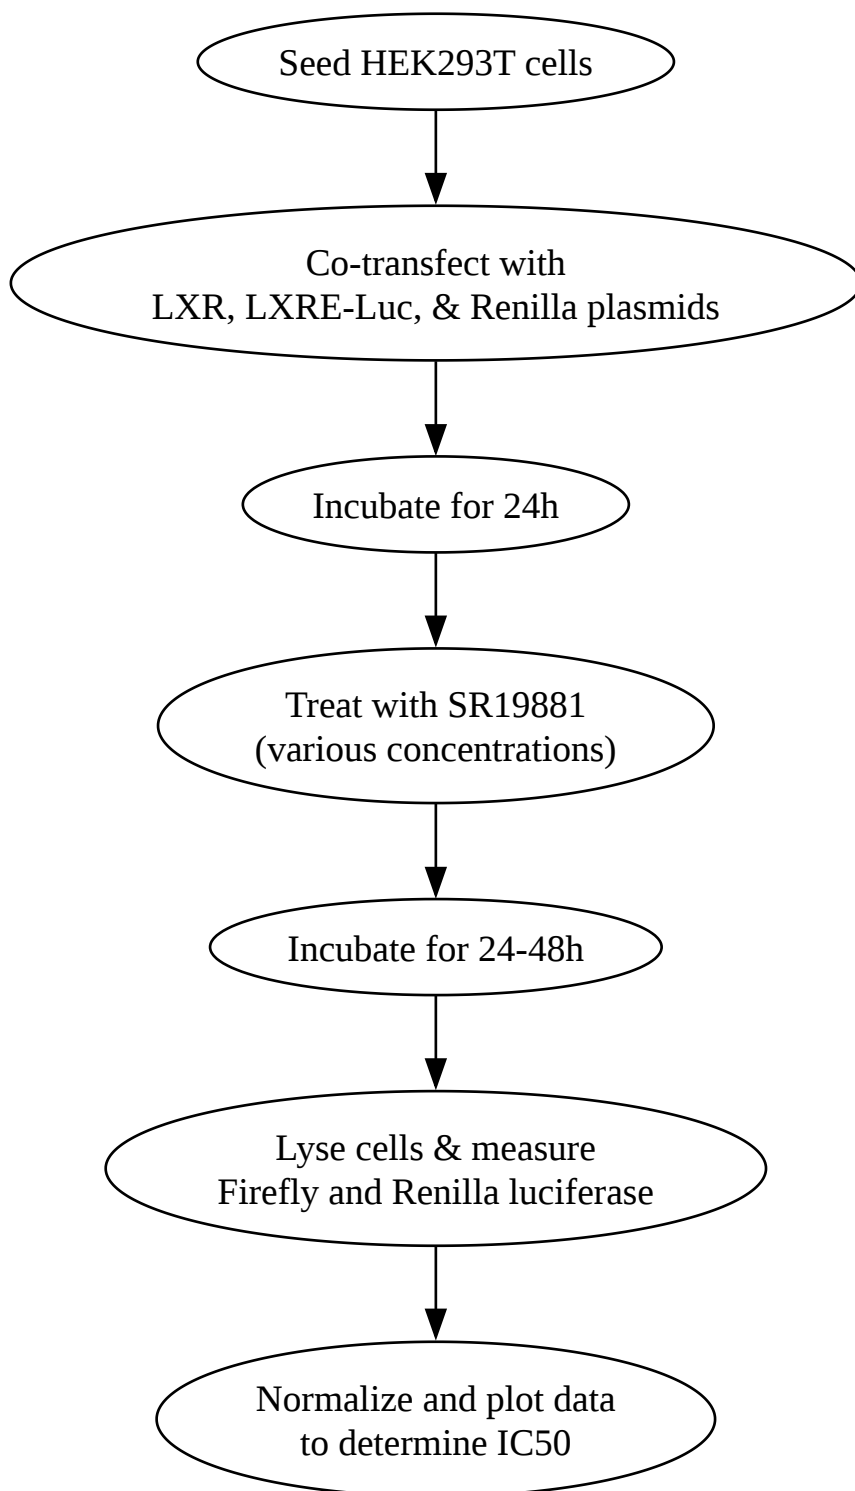 Seed HEK293T cells
Co-transfect with
LXR, LXRE-Luc, & Renilla plasmids
Incubate for 24h
Treat with SR19881
(various concentrations)
Incubate for 24-48h
Lyse cells & measure
Firefly and Renilla luciferase
Normalize and plot data
to determine IC50